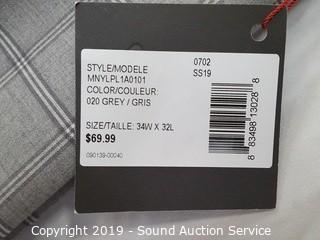 STYLE/MODELE
MNYLPL1A0101
COLOR/COULEUR:
020 GREY / GRIS
0702
SS19
SIZE/TAILLE: 34W X 32L
$69.99
090139-00040
8 83498 13028 8
Copyright 2019 - Sound Auction Service